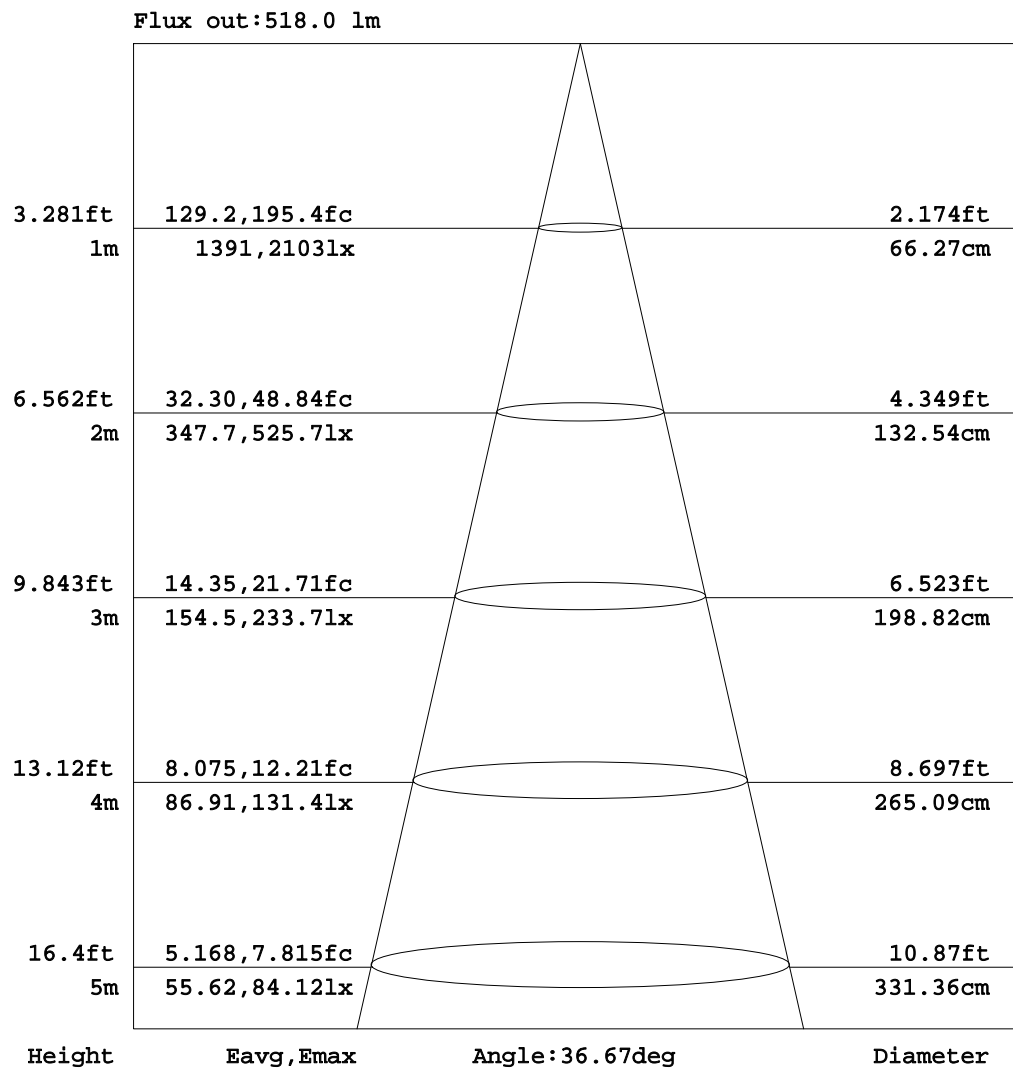 Flux out:518.0 lm
3.281ft 129.2,195.4fc 2.174ft
1m 1391,2103lx 66.27cm
6.562ft 32.30,48.84fc 4.349ft
2m 347.7,525.7lx 132.54cm
9.843ft 14.35,21.71fc 6.523ft
3m 154.5,233.7lx 198.82cm
13.12ft 8.075,12.21fc 8.697ft
4m 86.91,131.4lx 265.09cm
16.4ft 5.168,7.815fc 10.87ft
5m 55.62,84.12lx 331.36cm
Height Eavg,Emax Angle:36.67deg Diameter